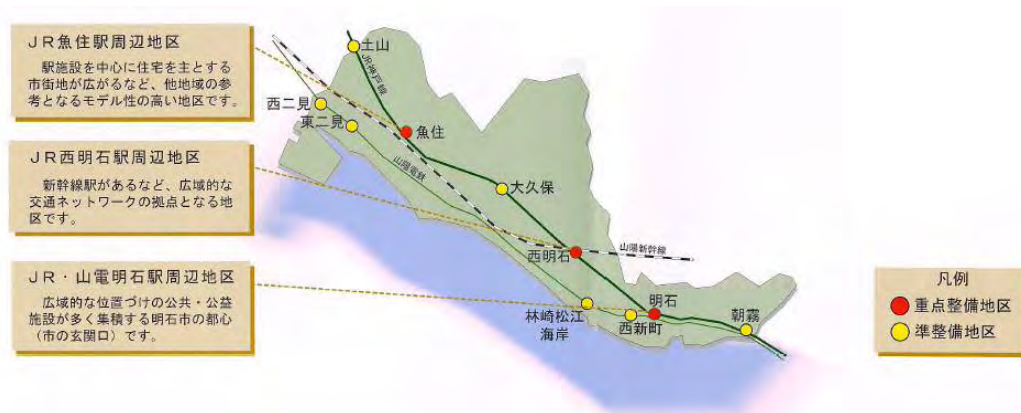 JR魚住駅周辺地区
駅施設を中心に住宅を主とする
市街地が広がるなど、他地域の参
考となるモデル性の高い地区です。
JR西明石駅周辺地区
新幹線駅があるなど、広域的な
交通ネットワークの拠点となる地
区です。
JR・山電明石駅周辺地区
広域的な位置づけの公共・公益
施設が多く集積する明石市の都心
（市の玄関口）です。
土山
JR神戸線
西二見
東二見
魚住
山陽電鉄
大久保
山陽新幹線
西明石
明石
林崎松江
海岸
西新町
朝霧
凡例
重点整備地区
準整備地区